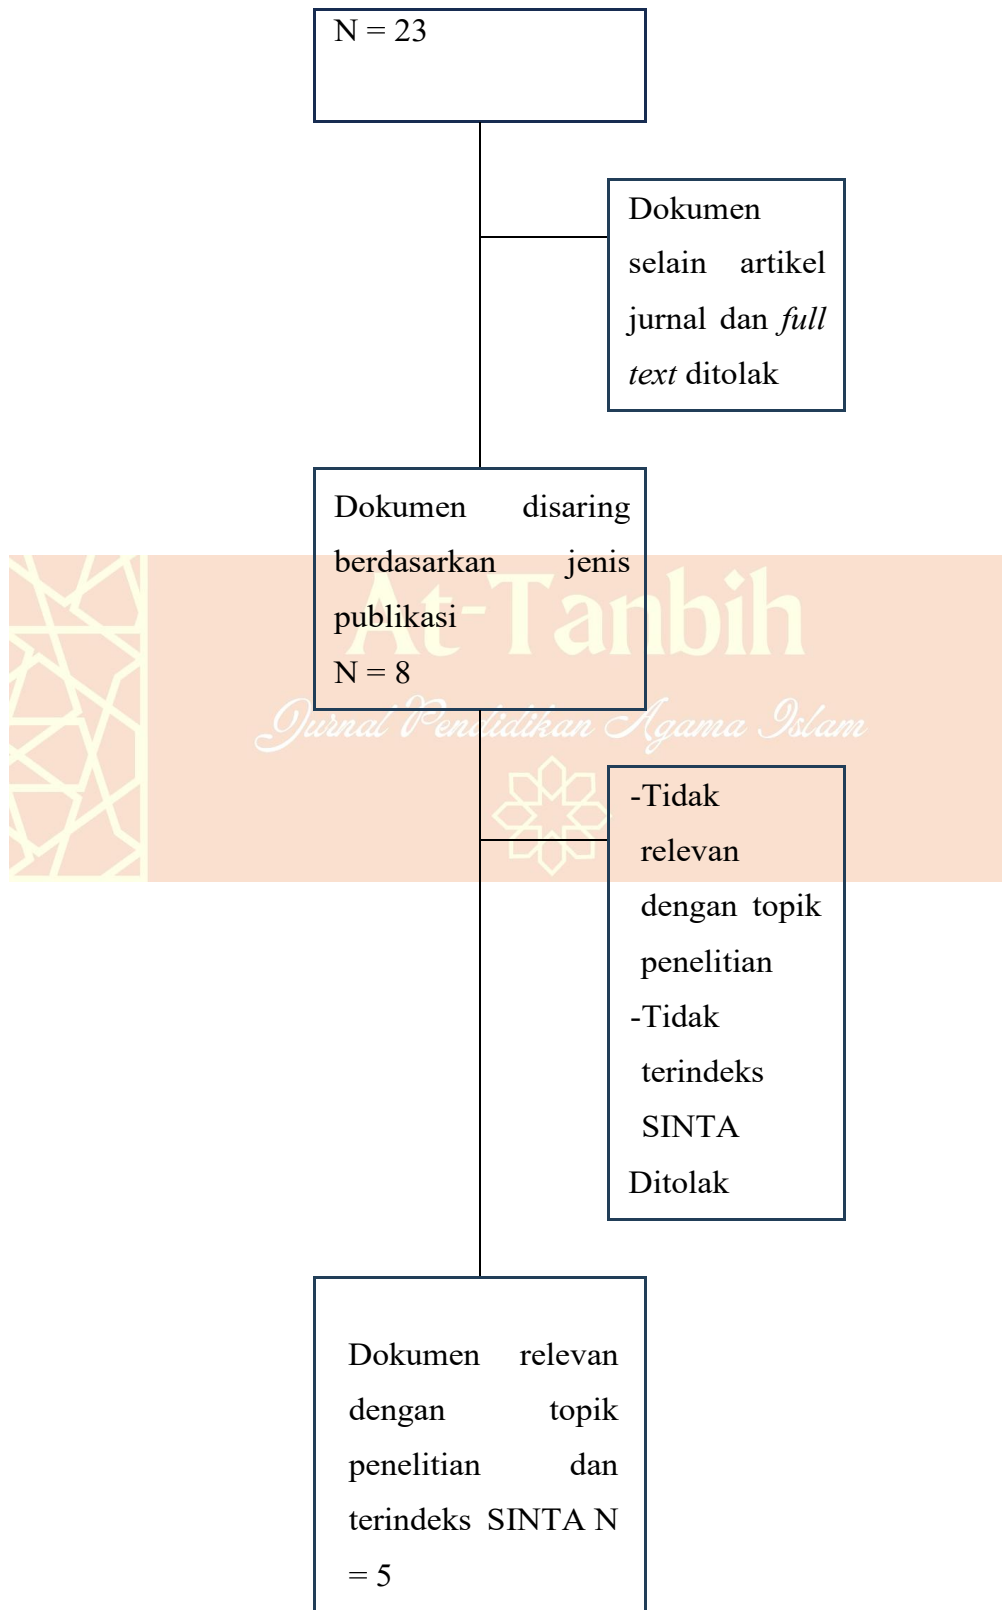 N = 23
Dokumen
selain artikel
jurnal dan full
text ditolak
Dokumen disaring
berdasarkan jenis
publikasi
N = 8
At-Tanbih
Jurnal Pendidikan Agama Islam
-Tidak
relevan
dengan topik
penelitian
-Tidak
terindeks
SINTA
Ditolak
Dokumen relevan
dengan topik
penelitian dan
terindeks SINTA N
= 5